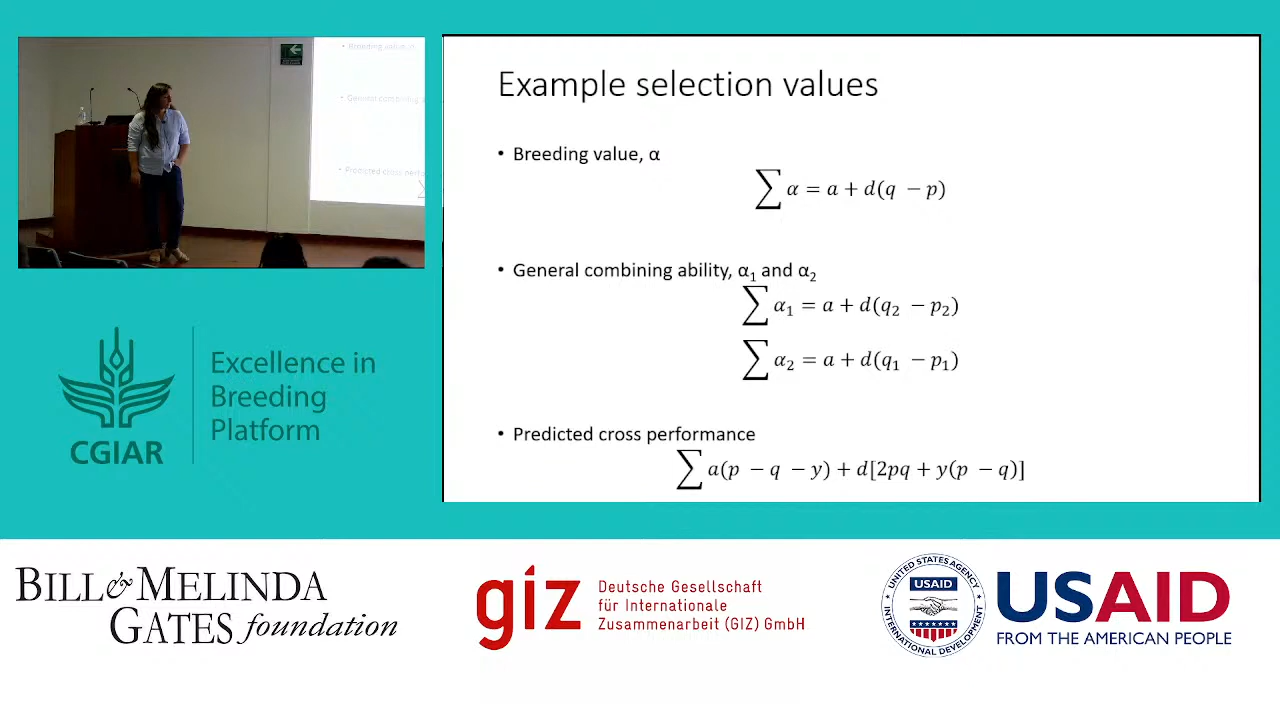 Example selection values
• Breeding value, α
∑ α = a + d(q − p)
• General combining ability, α₁ and α₂
∑ α₁ = a + d(q₂ − p₂)
∑ α₂ = a + d(q₁ − p₁)
• Predicted cross performance
∑ a(p − q − y) + d[2pq + y(p − q)]
CGIAR
Excellence in
Breeding
Platform
BILL & MELINDA
GATES foundation
giz
Deutsche Gesellschaft
für Internationale
Zusammenarbeit (GIZ) GmbH
UNITED STATES AGENCY
USAID
INTERNATIONAL DEVELOPMENT
USAID
FROM THE AMERICAN PEOPLE